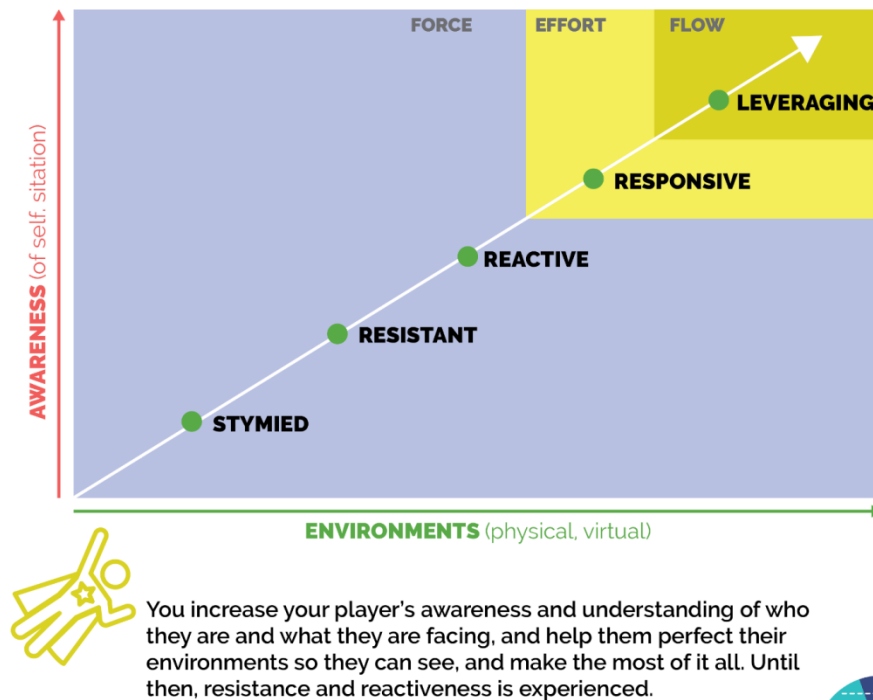 FORCE EFFORT FLOW
LEVERAGING
RESPONSIVE
REACTIVE
RESISTANT
STYMIED
AWARENESS (of self. sitation)
ENVIRONMENTS (physical, virtual)
You increase your player's awareness and understanding of who
they are and what they are facing, and help them perfect their
environments so they can see, and make the most of it all. Until
then, resistance and reactiveness is experienced.